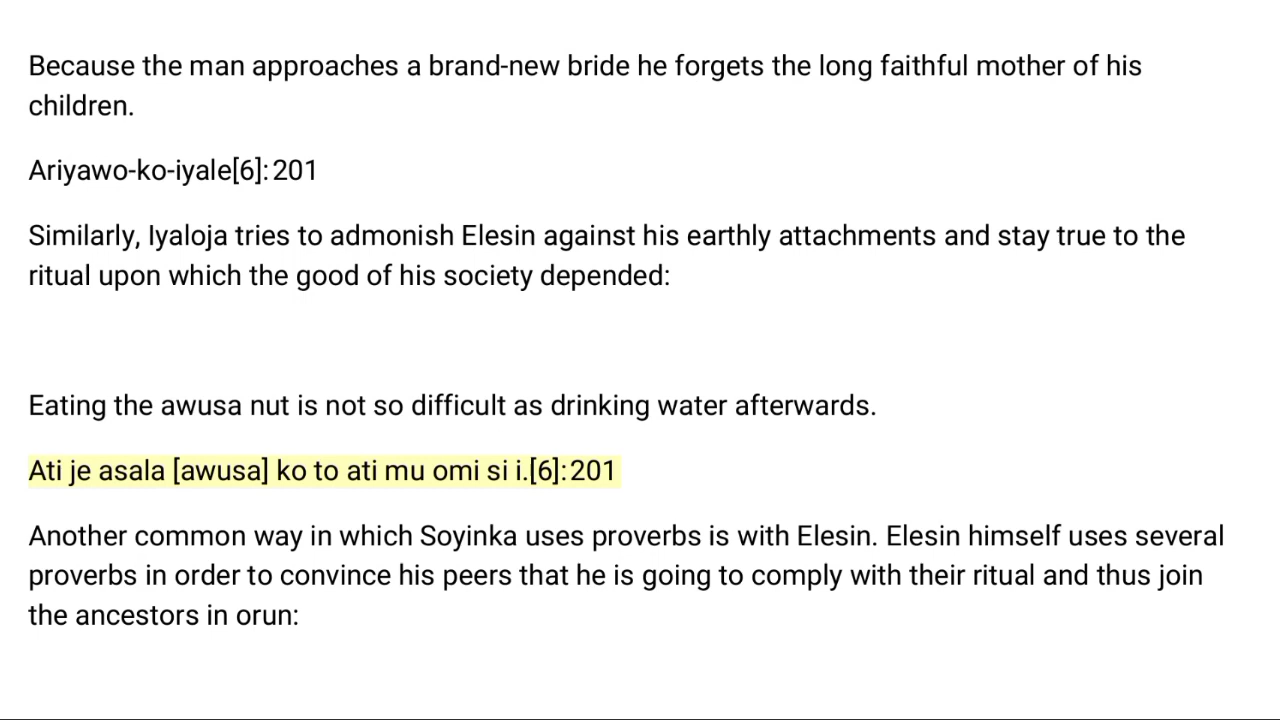 Because the man approaches a brand-new bride he forgets the long faithful mother of his
children.
Ariyawo-ko-iyale[6]:201
Similarly, Iyaloja tries to admonish Elesin against his earthly attachments and stay true to the
ritual upon which the good of his society depended:
Eating the awusa nut is not so difficult as drinking water afterwards.
Ati je asala [awusa] ko to ati mu omi si i.[6]:201
Another common way in which Soyinka uses proverbs is with Elesin. Elesin himself uses several
proverbs in order to convince his peers that he is going to comply with their ritual and thus join
the ancestors in orun: